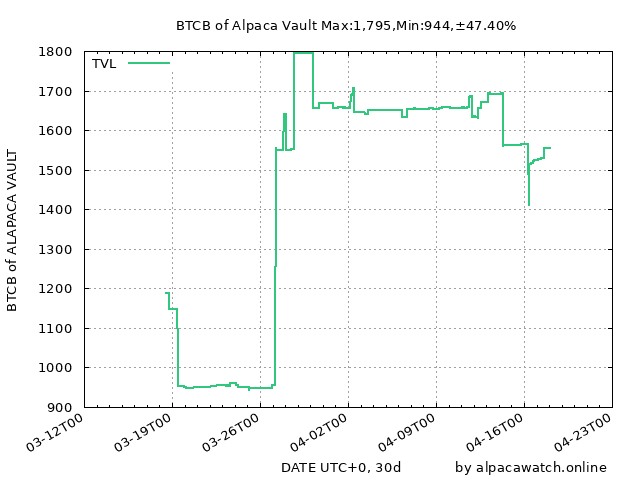 BTCB of Alpaca Vault Max:1,795,Min:944,±47.40%
TVL
BTCB of ALAPACA VAULT
1800
1700
1600
1500
1400
1300
1200
1100
1000
900
03-12T00
03-19T00
03-26T00
04-02T00
04-09T00
04-16T00
04-23T00
DATE UTC+0, 30d
by alpacawatch.online